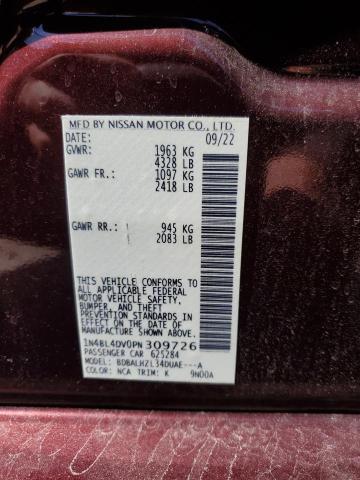 MFD BY NISSAN MOTOR CO., LTD.
DATE: 09/22
GVWR: 1963 KG
4328 LB
GAWR FR.: 1097 KG
2418 LB
GAWR RR.: 945 KG
2083 LB
THIS VEHICLE CONFORMS TO
ALL APPLICABLE FEDERAL
MOTOR VEHICLE SAFETY,
BUMPER, AND THEFT
PREVENTION STANDARDS IN
EFFECT ON THE DATE OF
MANUFACTURE SHOWN ABOVE.
1N4BL4DV0PN309726
PASSENGER CAR 625284
MODEL: BDBALHZL34DUAE---A
COLOR: NCA TRIM: K 9N00A